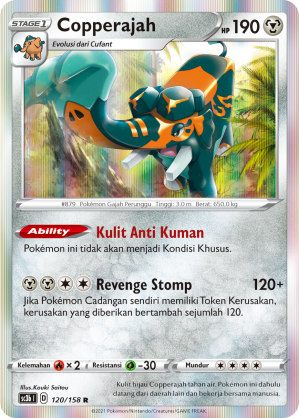 STAGE1 Copperajah HP 190
Evolusi dari Cufant
#879 Pokémon Gajah Perunggu Tinggi: 3.0 m Berat: 650.0 kg
Ability Kulit Anti Kuman
Pokémon ini tidak akan menjadi Kondisi Khusus.
Revenge Stomp 120+
Jika Pokémon Cadangan sendiri memiliki Token Kerusakan,
kerusakan yang diberikan bertambah sejumlah 120.
Kelemahan × 2 Resistansi -30 Mundur
Illus.Kouki Saitou
sc3b I D 120/158 R
Kulit hijau Copperajah tahan air. Pokémon ini dahulu
datang dari daerah lain dan bekerja bersama manusia.
©2021 Pokémon/Nintendo/Creatures/GAME FREAK.